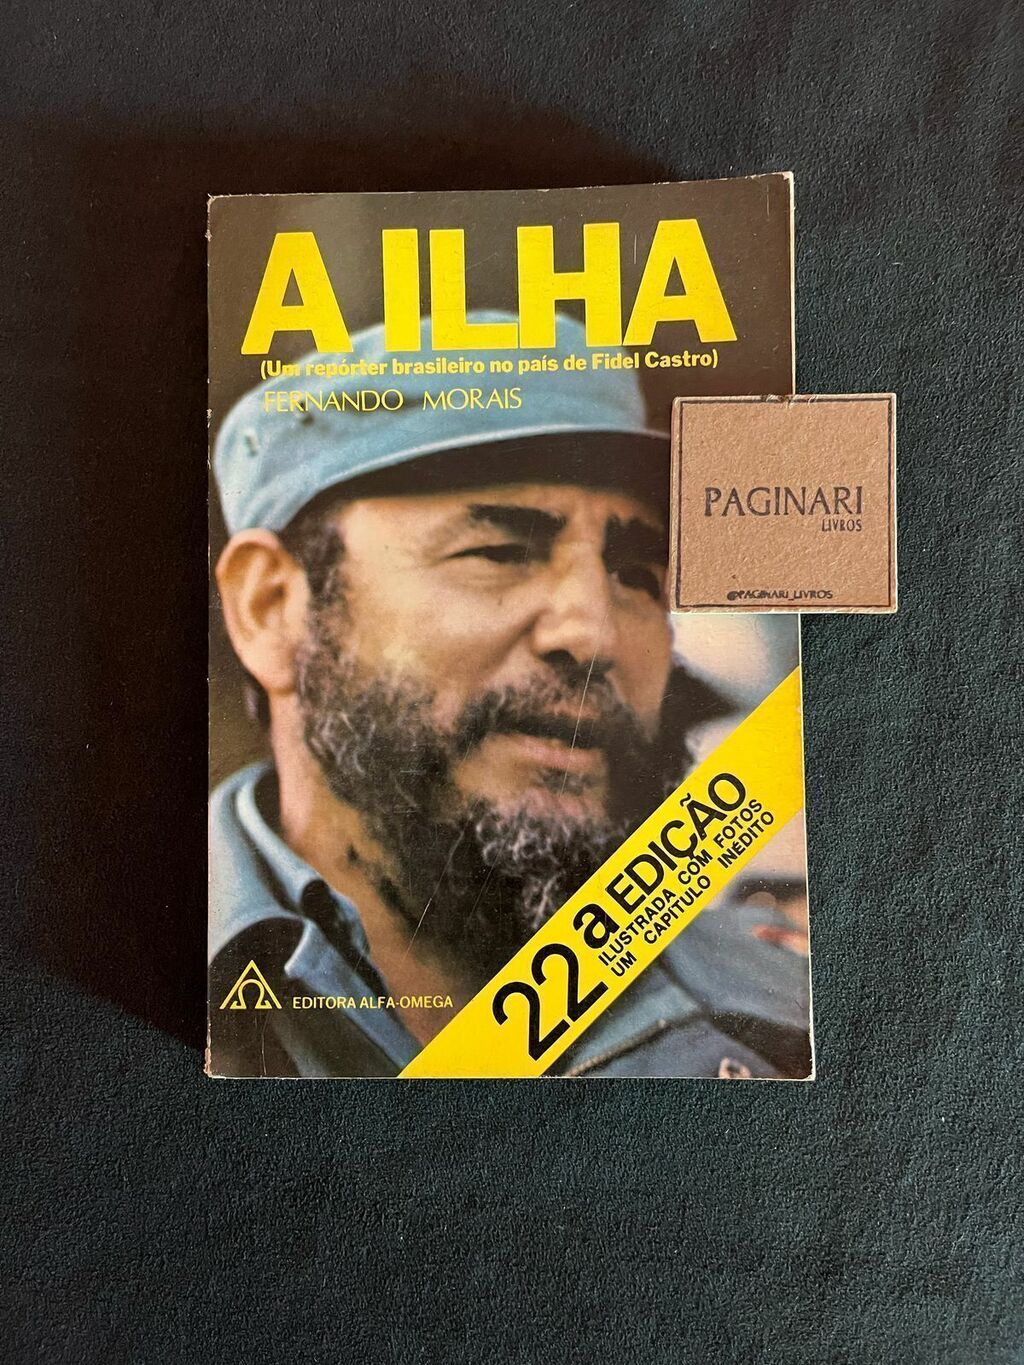 A ILHA
(Um repórter brasileiro no país de Fidel Castro)
FERNANDO MORAIS
PAGINARI
LIVROS
@PAGINARI_LIVROS
22a EDIÇÃO
ILUSTRADA COM FOTOS
UM CAPÍTULO INÉDITO
EDITORA ALFA-OMEGA